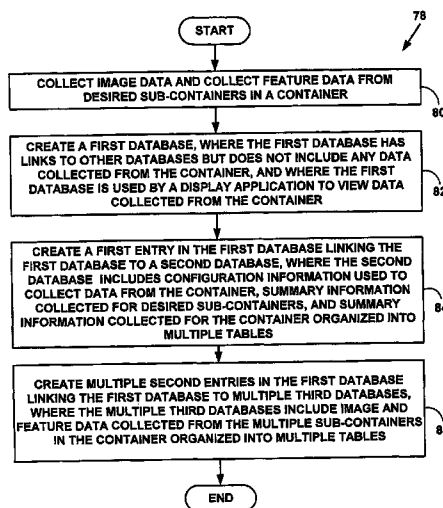 78
START
COLLECT IMAGE DATA AND COLLECT FEATURE DATA FROM
DESIRED SUB-CONTAINERS IN A CONTAINER
80
CREATE A FIRST DATABASE, WHERE THE FIRST DATABASE HAS
LINKS TO OTHER DATABASES BUT DOES NOT INCLUDE ANY DATA
COLLECTED FROM THE CONTAINER, AND WHERE THE FIRST
DATABASE IS USED BY A DISPLAY APPLICATION TO VIEW DATA
COLLECTED FROM THE CONTAINER
82
CREATE A FIRST ENTRY IN THE FIRST DATABASE LINKING THE
FIRST DATABASE TO A SECOND DATABASE, WHERE THE SECOND
DATABASE INCLUDES CONFIGURATION INFORMATION USED TO
COLLECT DATA FROM THE CONTAINER, SUMMARY INFORMATION
COLLECTED FOR DESIRED SUB-CONTAINERS, AND SUMMARY
INFORMATION COLLECTED FOR THE CONTAINER ORGANIZED INTO
MULTIPLE TABLES
84
CREATE MULTIPLE SECOND ENTRIES IN THE FIRST DATABASE
LINKING THE FIRST DATABASE TO MULTIPLE THIRD DATABASES,
WHERE THE MULTIPLE THIRD DATABASES INCLUDE IMAGE AND
FEATURE DATA COLLECTED FROM THE MULTIPLE SUB-CONTAINERS
IN THE CONTAINER ORGANIZED INTO MULTIPLE TABLES
END